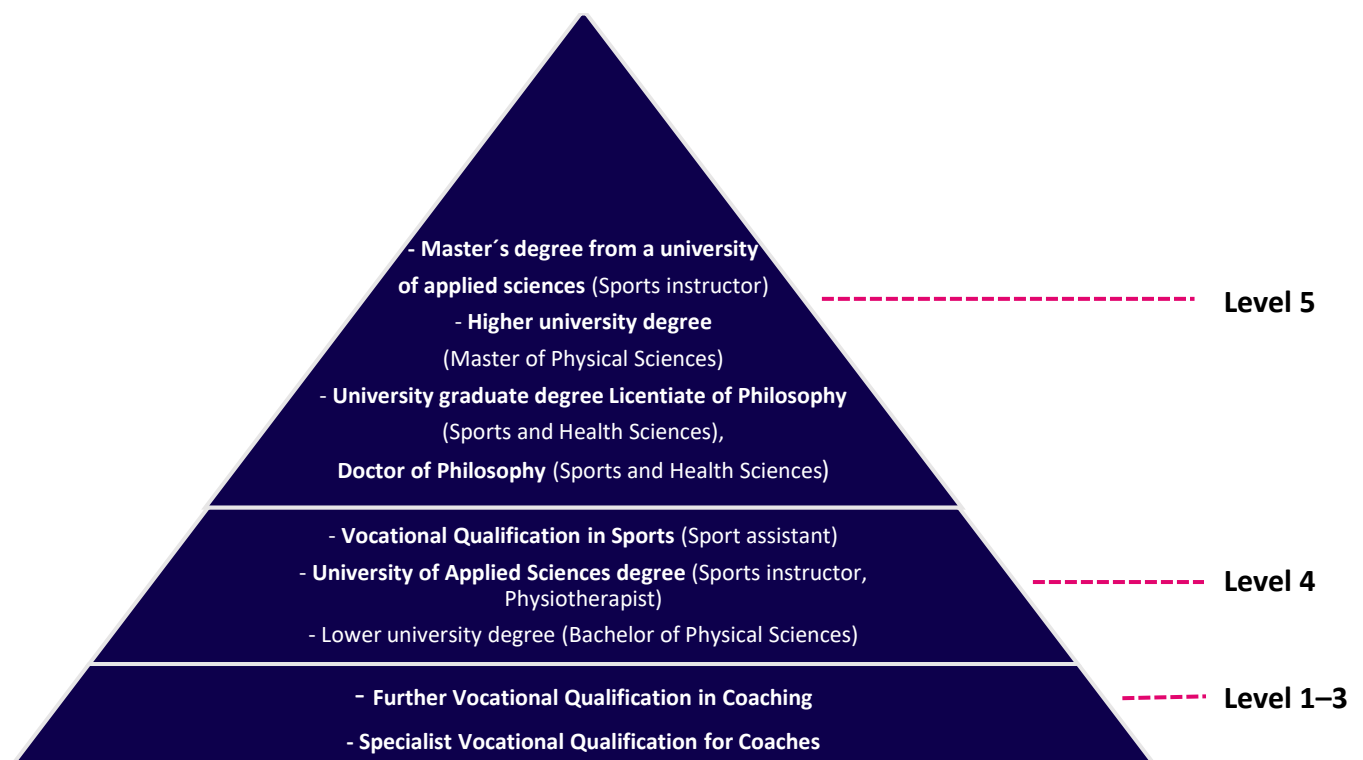 - Master´s degree from a university
of applied sciences (Sports instructor)
- Higher university degree
(Master of Physical Sciences)
- University graduate degree Licentiate of Philosophy
(Sports and Health Sciences),
Doctor of Philosophy (Sports and Health Sciences)
Level 5
- Vocational Qualification in Sports (Sport assistant)
- University of Applied Sciences degree (Sports instructor,
Physiotherapist)
- Lower university degree (Bachelor of Physical Sciences)
Level 4
- Further Vocational Qualification in Coaching
- Specialist Vocational Qualification for Coaches
Level 1–3